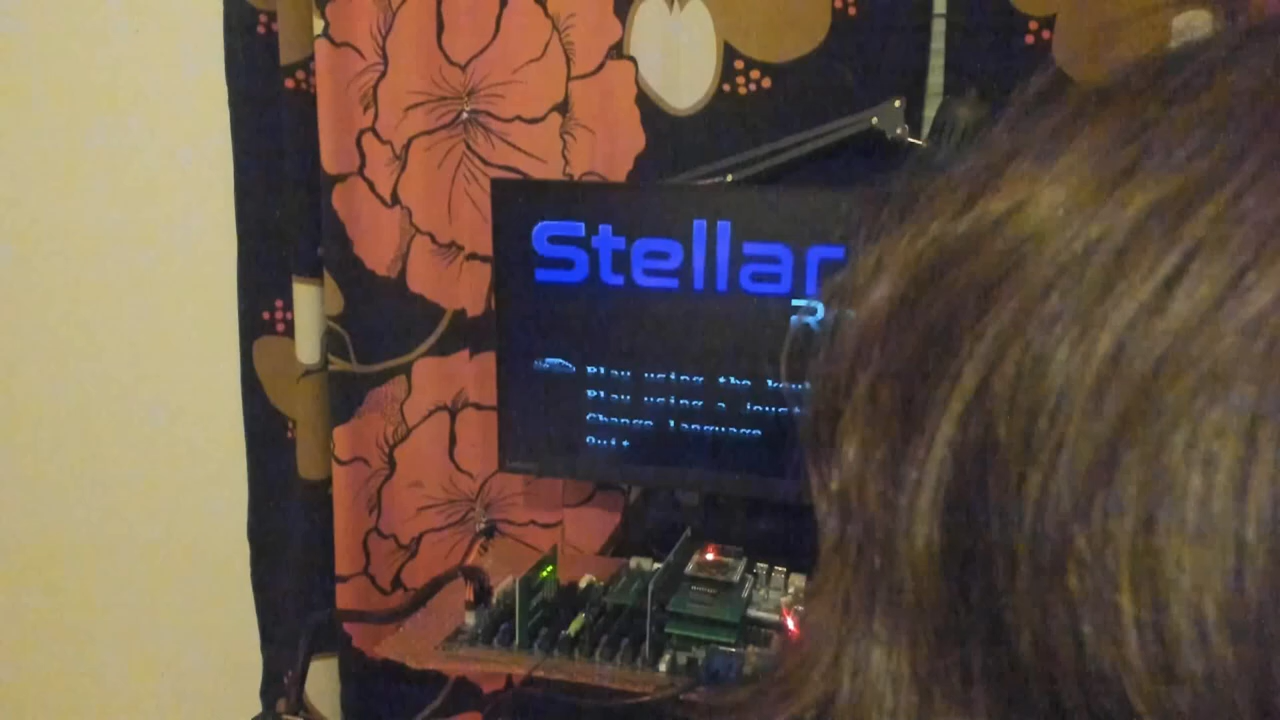 Stellar
Play using the
Play using a
Change language
Quit